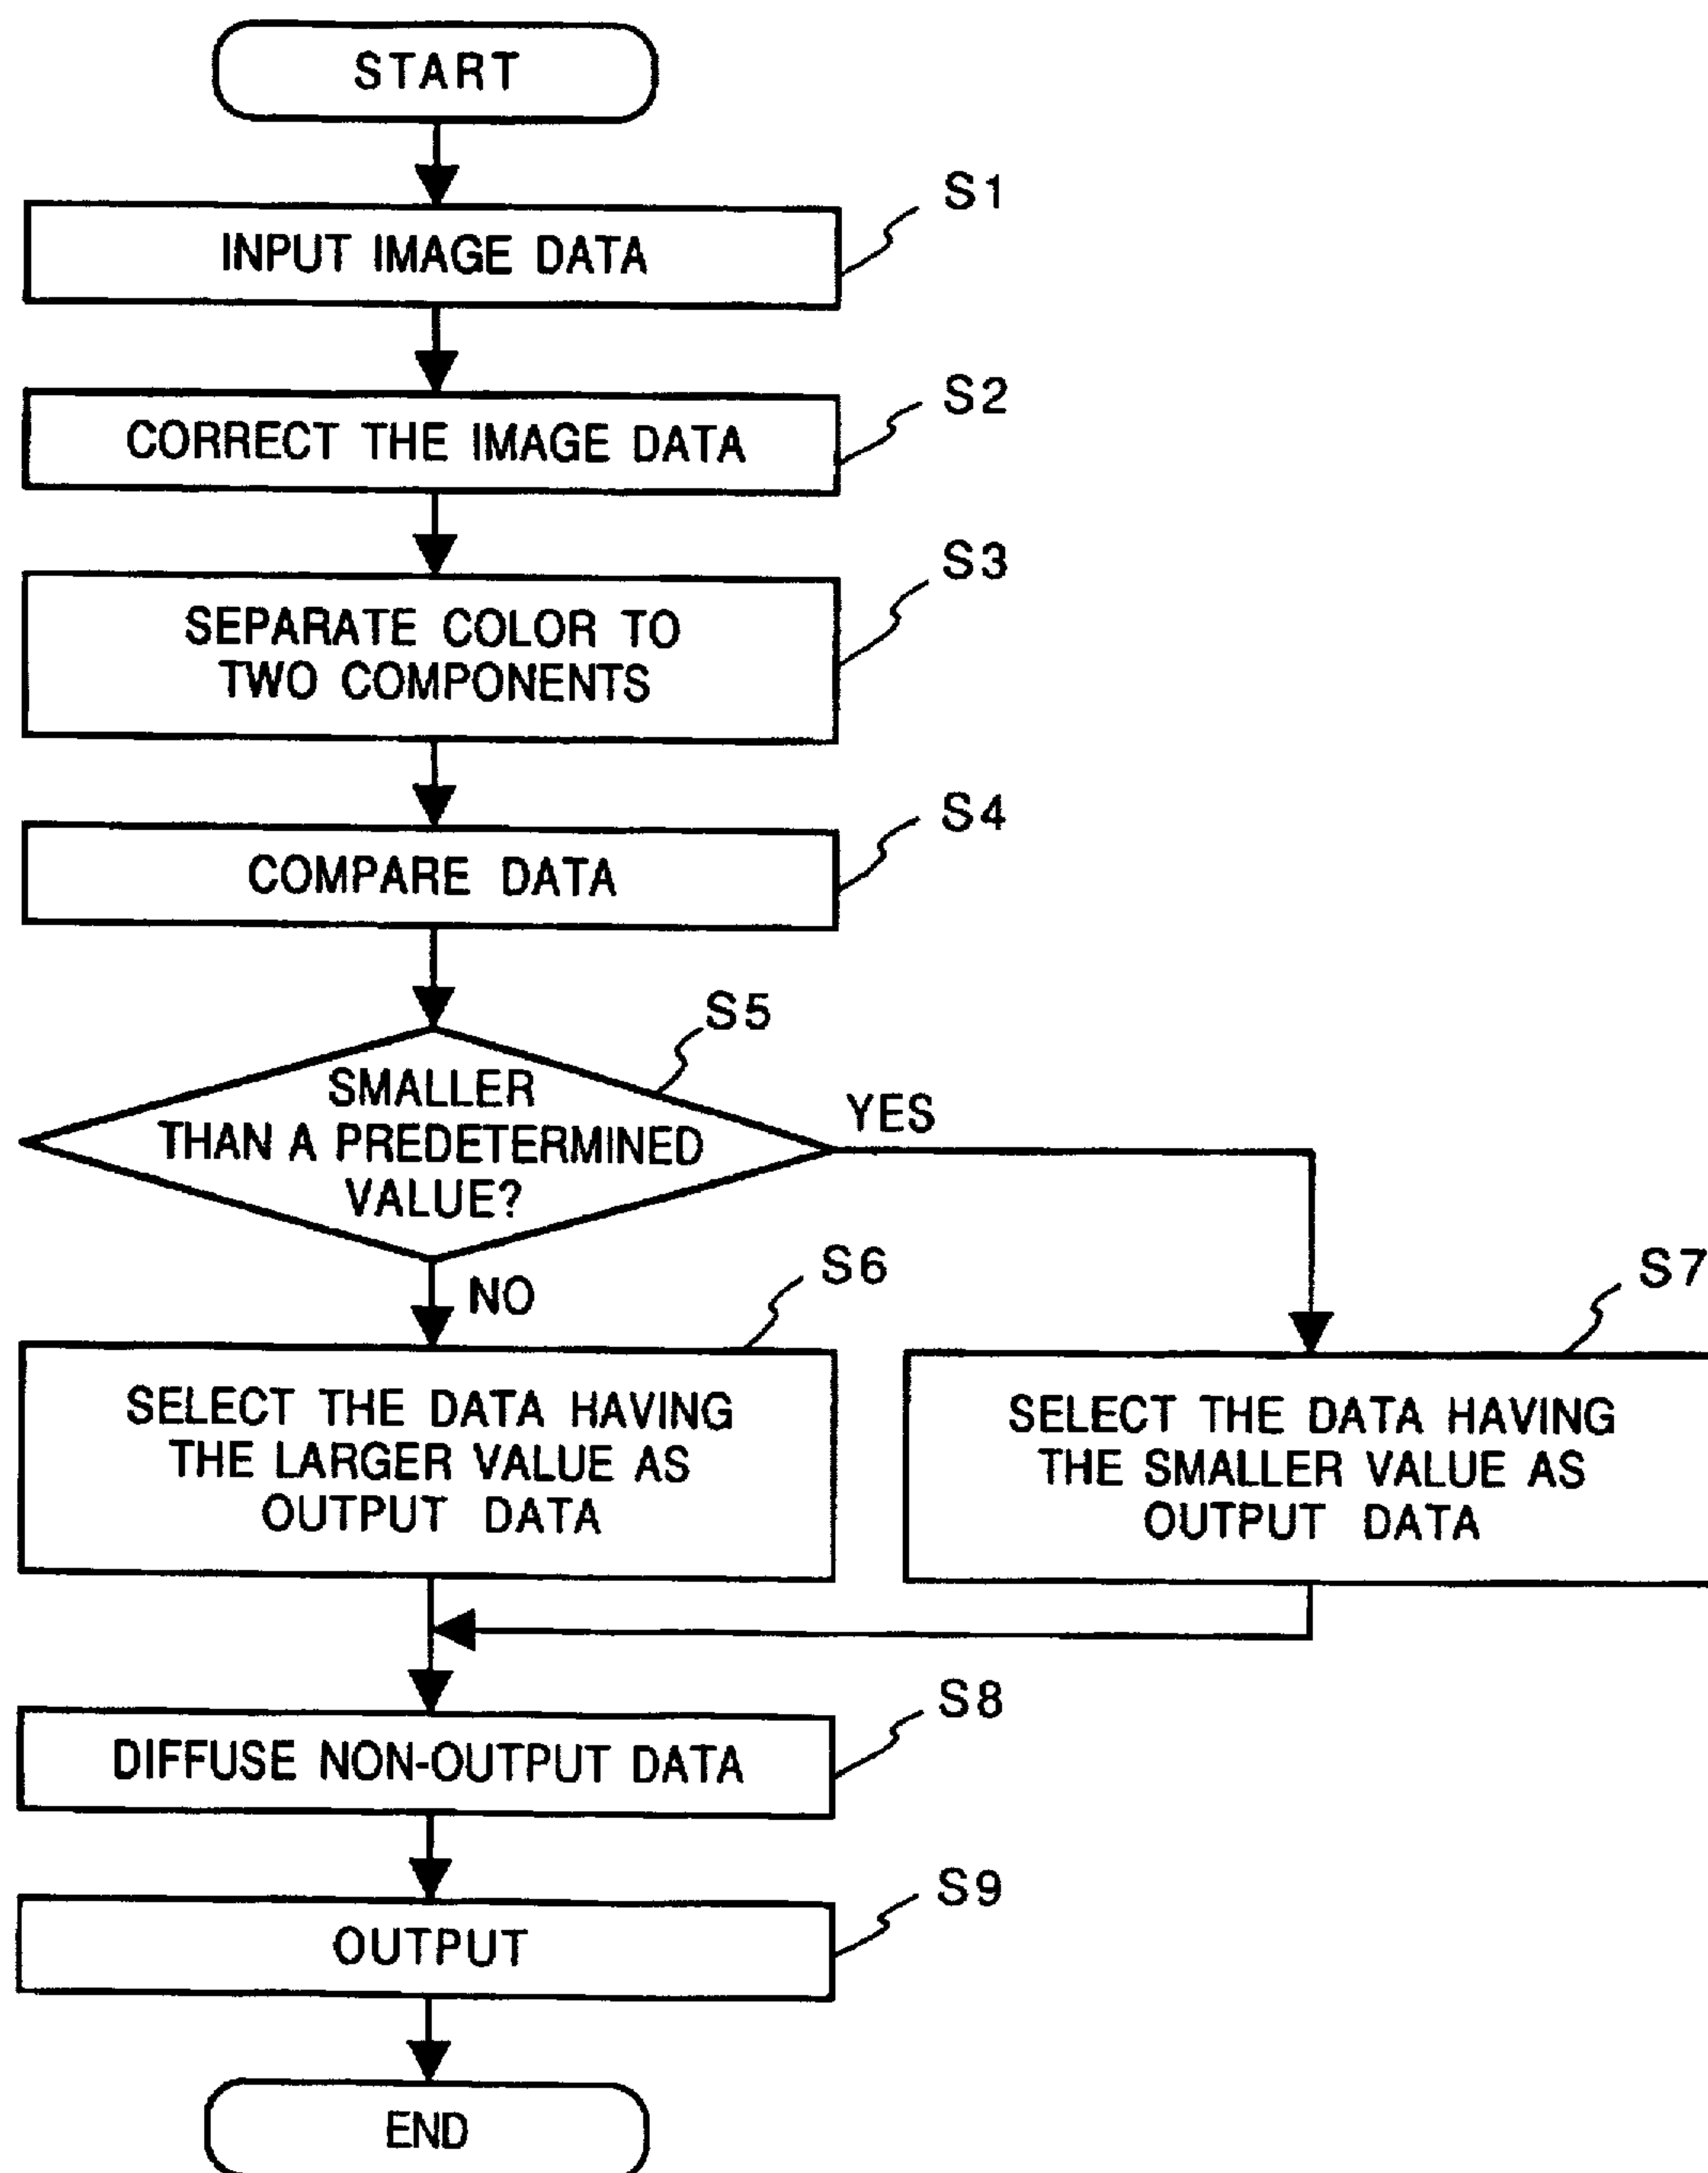 START
S1
INPUT IMAGE DATA
S2
CORRECT THE IMAGE DATA
S3
SEPARATE COLOR TO
TWO COMPONENTS
S4
COMPARE DATA
S5
SMALLER
THAN A PREDETERMINED
VALUE?
YES
NO
S6
SELECT THE DATA HAVING
THE LARGER VALUE AS
OUTPUT DATA
S7
SELECT THE DATA HAVING
THE SMALLER VALUE AS
OUTPUT DATA
S8
DIFFUSE NON-OUTPUT DATA
S9
OUTPUT
END